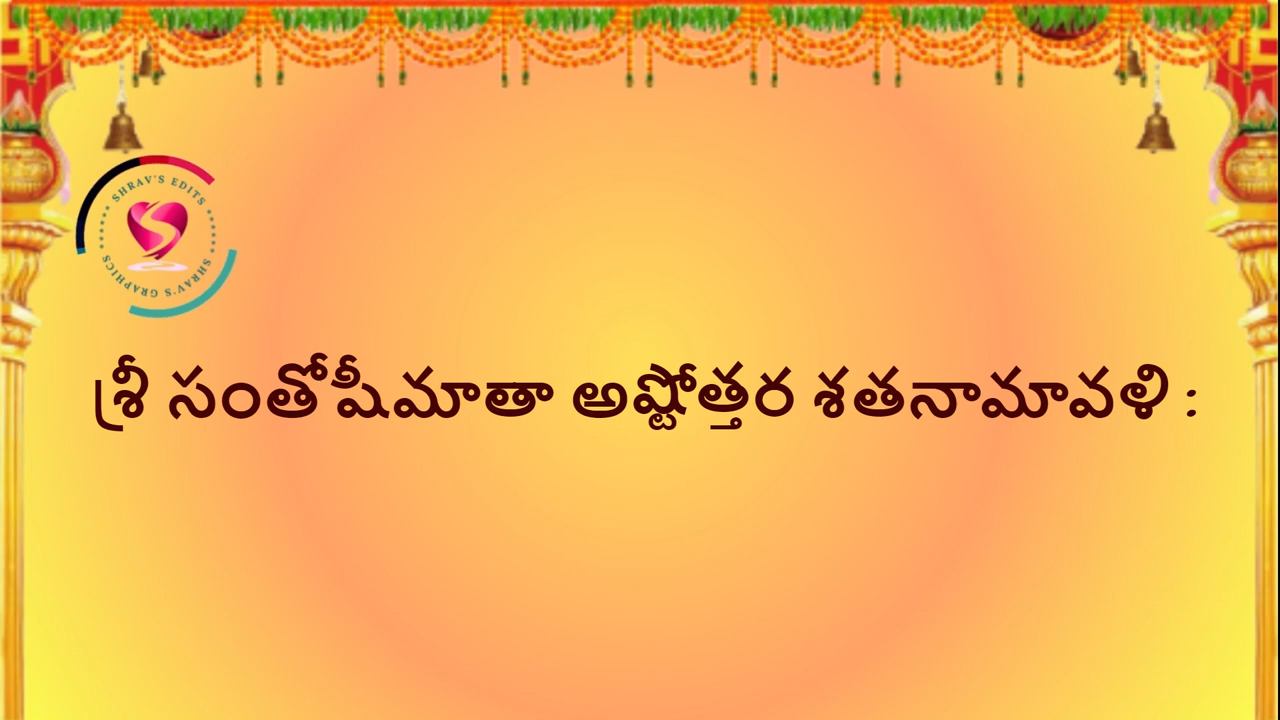 SHRAV'S EDITS
SHRAV'S GRAPHICS
శ్రీ సంతోషీమాతా అష్టోత్తర శతనామావళి :